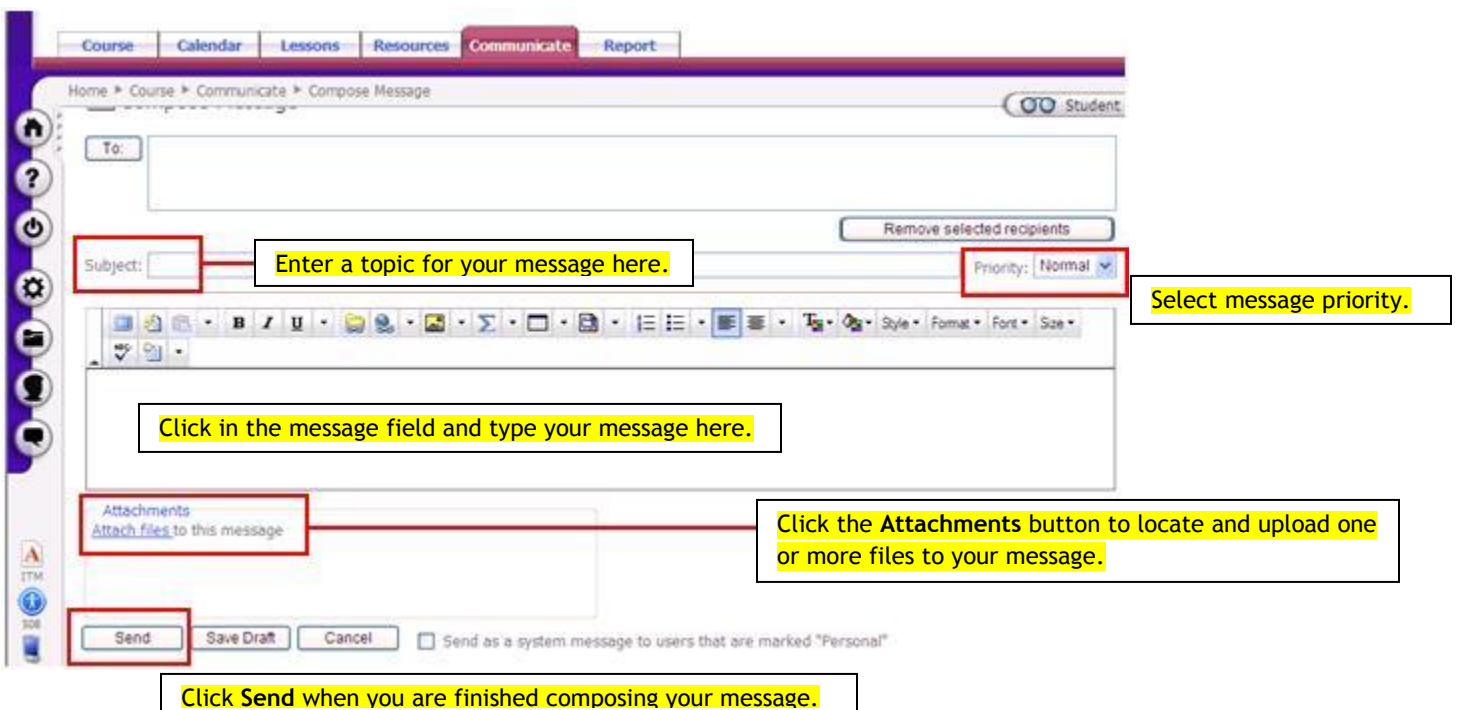 Course Calendar Lessons Resources Communicate Report
Home ▸ Course ▸ Communicate ▸ Compose Message
Compose Message
Student
To:
Remove selected recipients
Subject:
Enter a topic for your message here.
Priority: Normal
Select message priority.
B I U Style Format Font Size
ABC
Click in the message field and type your message here.
Attachments
Attach files to this message
Click the Attachments button to locate and upload one
or more files to your message.
A
ITM
Send Save Draft Cancel Send as a system message to users that are marked "Personal"
Click Send when you are finished composing your message.